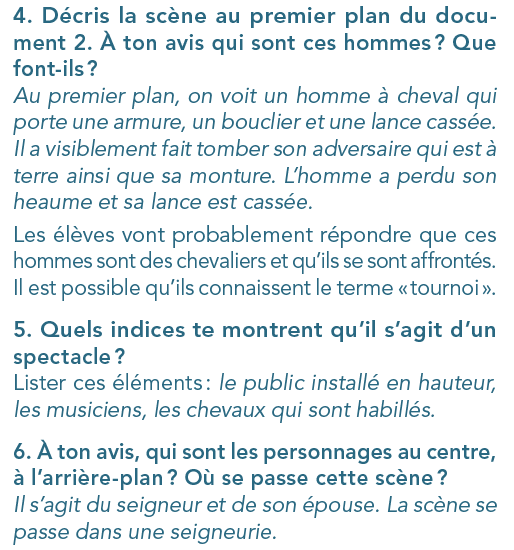 4. Décris la scène au premier plan du docu-
ment 2. À ton avis qui sont ces hommes ? Que
font-ils ?
Au premier plan, on voit un homme à cheval qui
porte une armure, un bouclier et une lance cassée.
Il a visiblement fait tomber son adversaire qui est à
terre ainsi que sa monture. L’homme a perdu son
heaume et sa lance est cassée.
Les élèves vont probablement répondre que ces
hommes sont des chevaliers et qu’ils se sont affrontés.
Il est possible qu’ils connaissent le terme « tournoi ».
5. Quels indices te montrent qu’il s’agit d’un
spectacle ?
Lister ces éléments : le public installé en hauteur,
les musiciens, les chevaux qui sont habillés.
6. À ton avis, qui sont les personnages au centre,
à l’arrière-plan ? Où se passe cette scène ?
Il s’agit du seigneur et de son épouse. La scène se
passe dans une seigneurie.